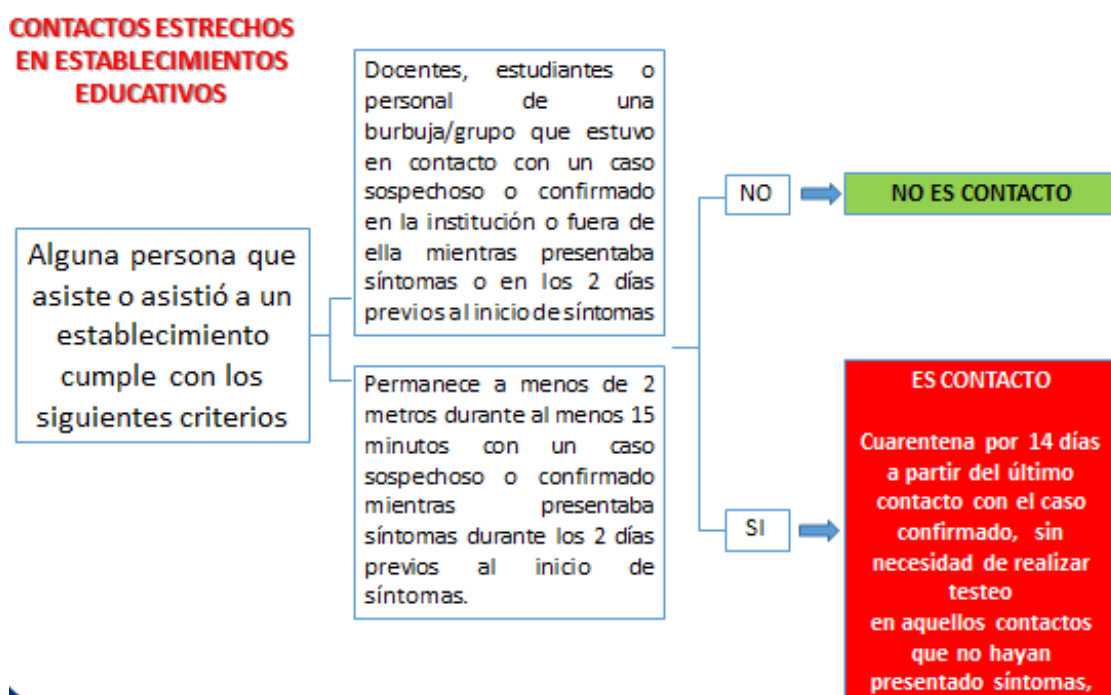 CONTACTOS ESTRECHOS
EN ESTABLECIMIENTOS
EDUCATIVOS
Alguna persona que
asiste o asistió a un
establecimiento
cumple con los
siguientes criterios
Docentes, estudiantes o
personal de una
burbuja/grupo que estuvo
en contacto con un caso
sospechoso o confirmado
en la institución o fuera de
ella mientras presentaba
síntomas o en los 2 días
previos al inicio de síntomas
Permanece a menos de 2
metros durante al menos 15
minutos con un caso
sospechoso o confirmado
mientras presentaba
síntomas durante los 2 días
previos al inicio de
síntomas.
NO
NO ES CONTACTO
SI
ES CONTACTO
Cuarentena por 14 días
a partir del último
contacto con el caso
confirmado, sin
necesidad de realizar
testeo
en aquellos contactos
que no hayan
presentado síntomas,